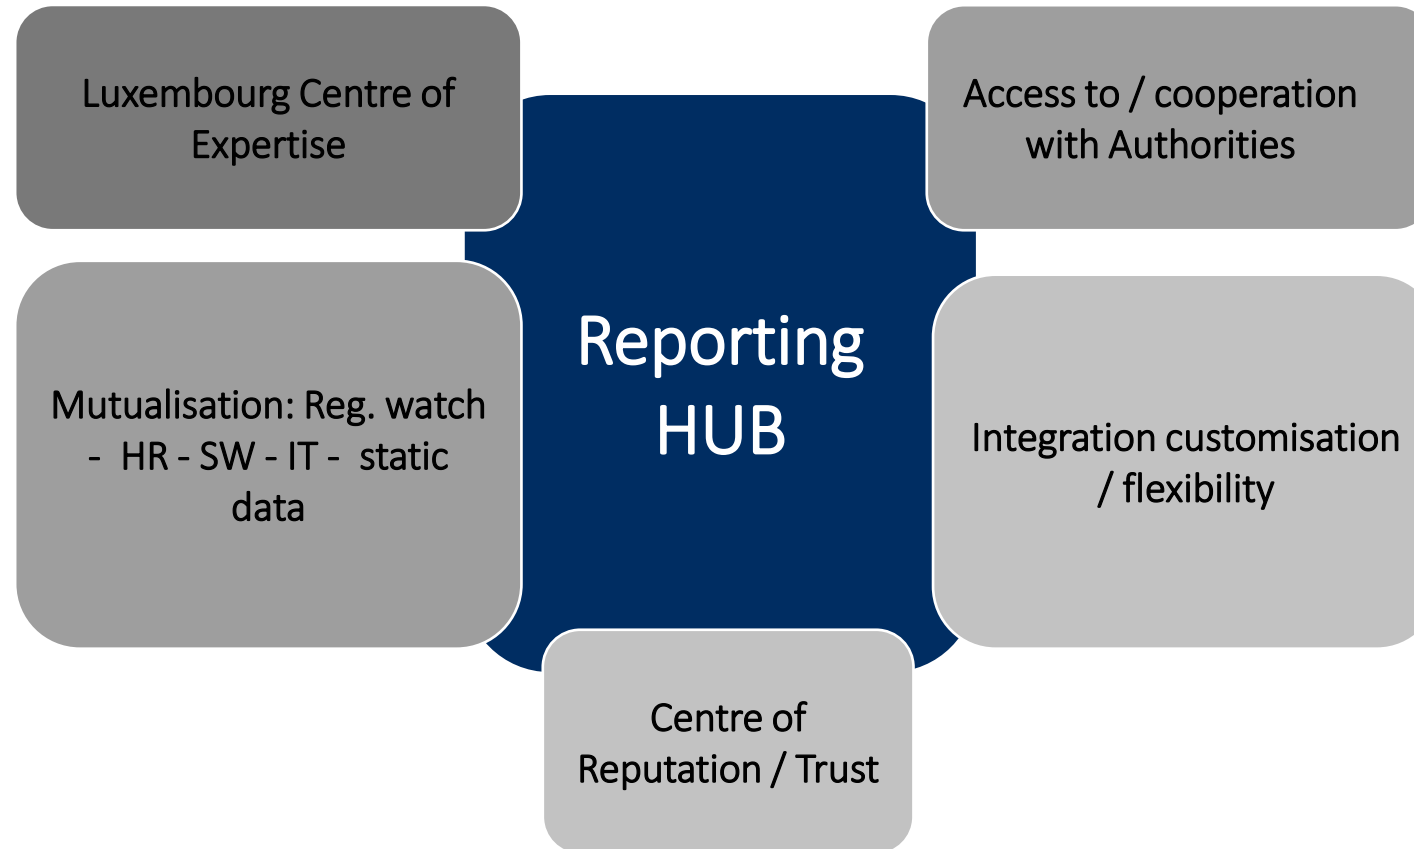 Luxembourg Centre of
Expertise
Access to / cooperation
with Authorities
Mutualisation: Reg. watch
- HR - SW - IT - static
data
Reporting
HUB
Integration customisation
/ flexibility
Centre of
Reputation / Trust